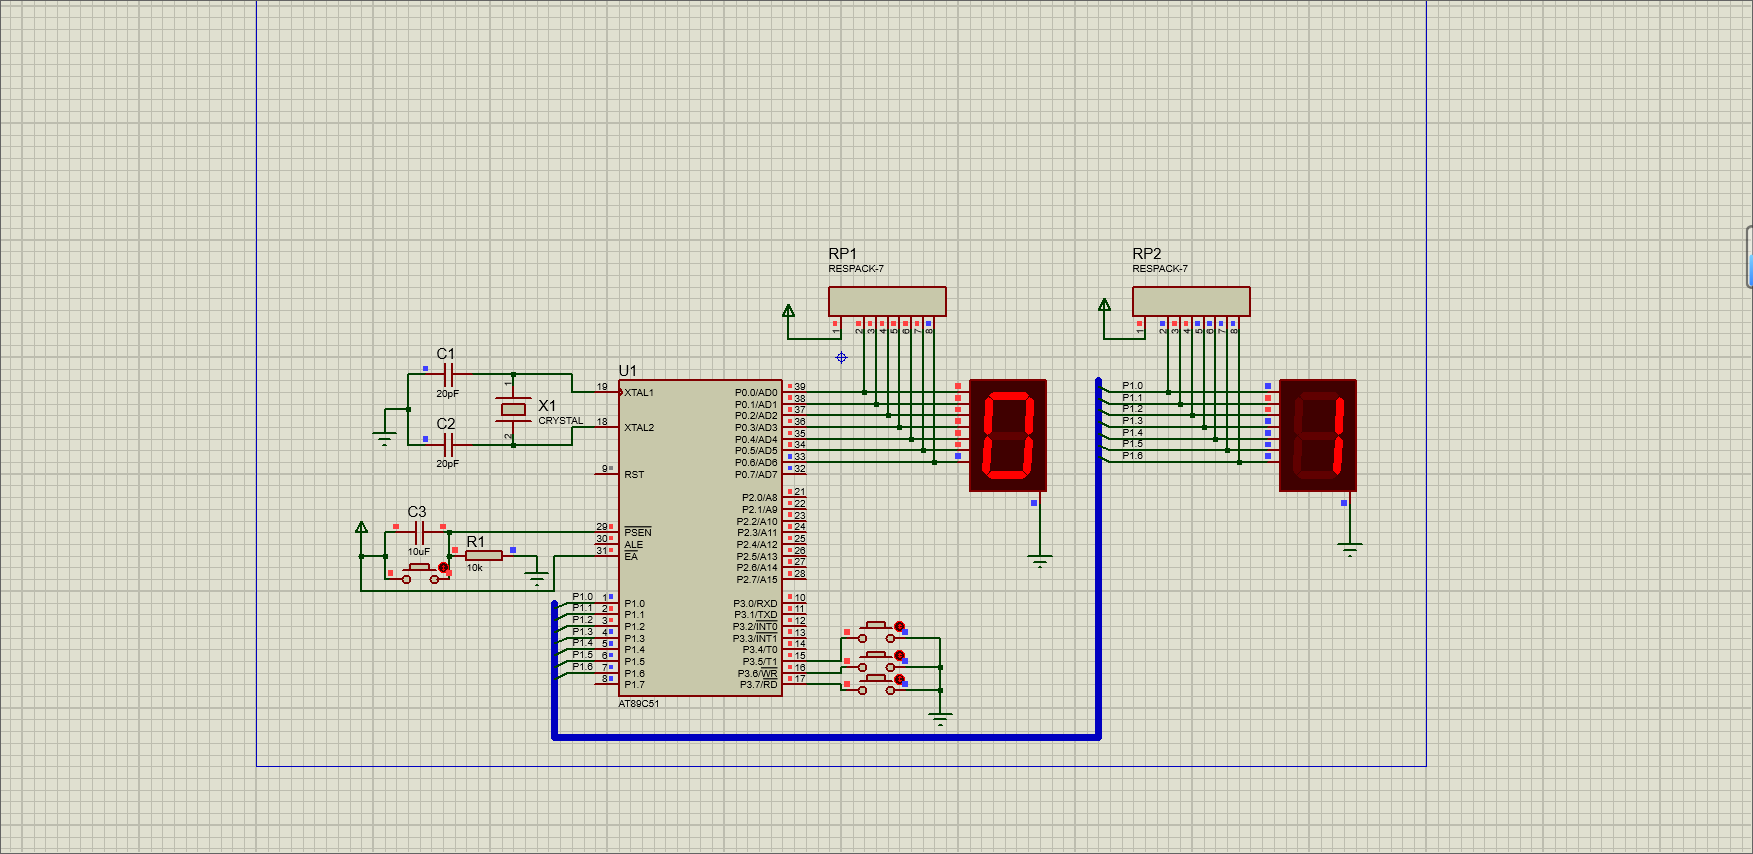 RP1
RESPACK-7
1
2
3
4
5
6
7
8
RP2
RESPACK-7
1
2
3
4
5
6
7
8
C1
20pF
C2
20pF
1
2
X1
CRYSTAL
U1
19 XTAL1
18 XTAL2
9 RST
29 PSEN
30 ALE
31 EA
P1.0 1 P1.0
P1.1 2 P1.1
P1.2 3 P1.2
P1.3 4 P1.3
P1.4 5 P1.4
P1.5 6 P1.5
P1.6 7 P1.6
8 P1.7
P0.0/AD0 39
P0.1/AD1 38
P0.2/AD2 37
P0.3/AD3 36
P0.4/AD4 35
P0.5/AD5 34
P0.6/AD6 33
P0.7/AD7 32
P2.0/A8 21
P2.1/A9 22
P2.2/A10 23
P2.3/A11 24
P2.4/A12 25
P2.5/A13 26
P2.6/A14 27
P2.7/A15 28
P3.0/RXD 10
P3.1/TXD 11
P3.2/INT0 12
P3.3/INT1 13
P3.4/T0 14
P3.5/T1 15
P3.6/WR 16
P3.7/RD 17
AT89C51
C3
10uF
R1
10k
0
P1.0
P1.1
P1.2
P1.3
P1.4
P1.5
P1.6
1